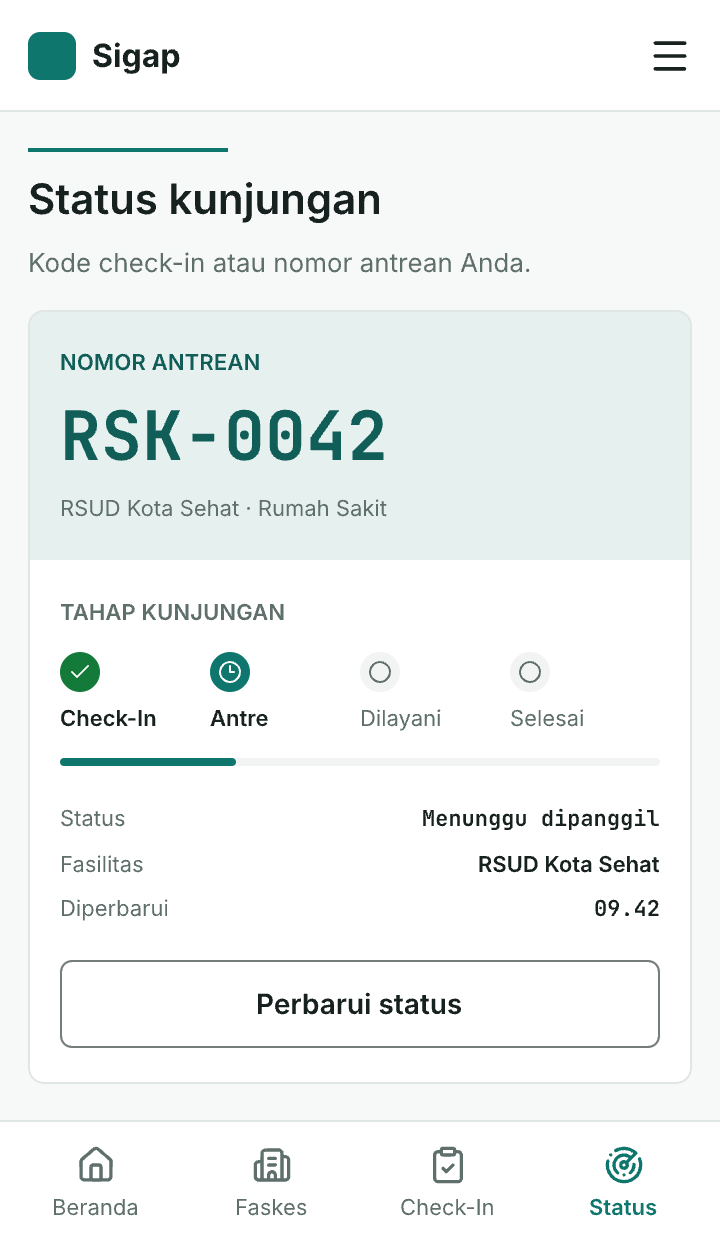 Sigap
Status kunjungan
Kode check-in atau nomor antrean Anda.
NOMOR ANTREAN
RSK-0042
RSUD Kota Sehat · Rumah Sakit
TAHAP KUNJUNGAN
Check-In Antre Dilayani Selesai
Status Menunggu dipanggil
Fasilitas RSUD Kota Sehat
Diperbarui 09.42
Perbarui status
Beranda Faskes Check-In Status